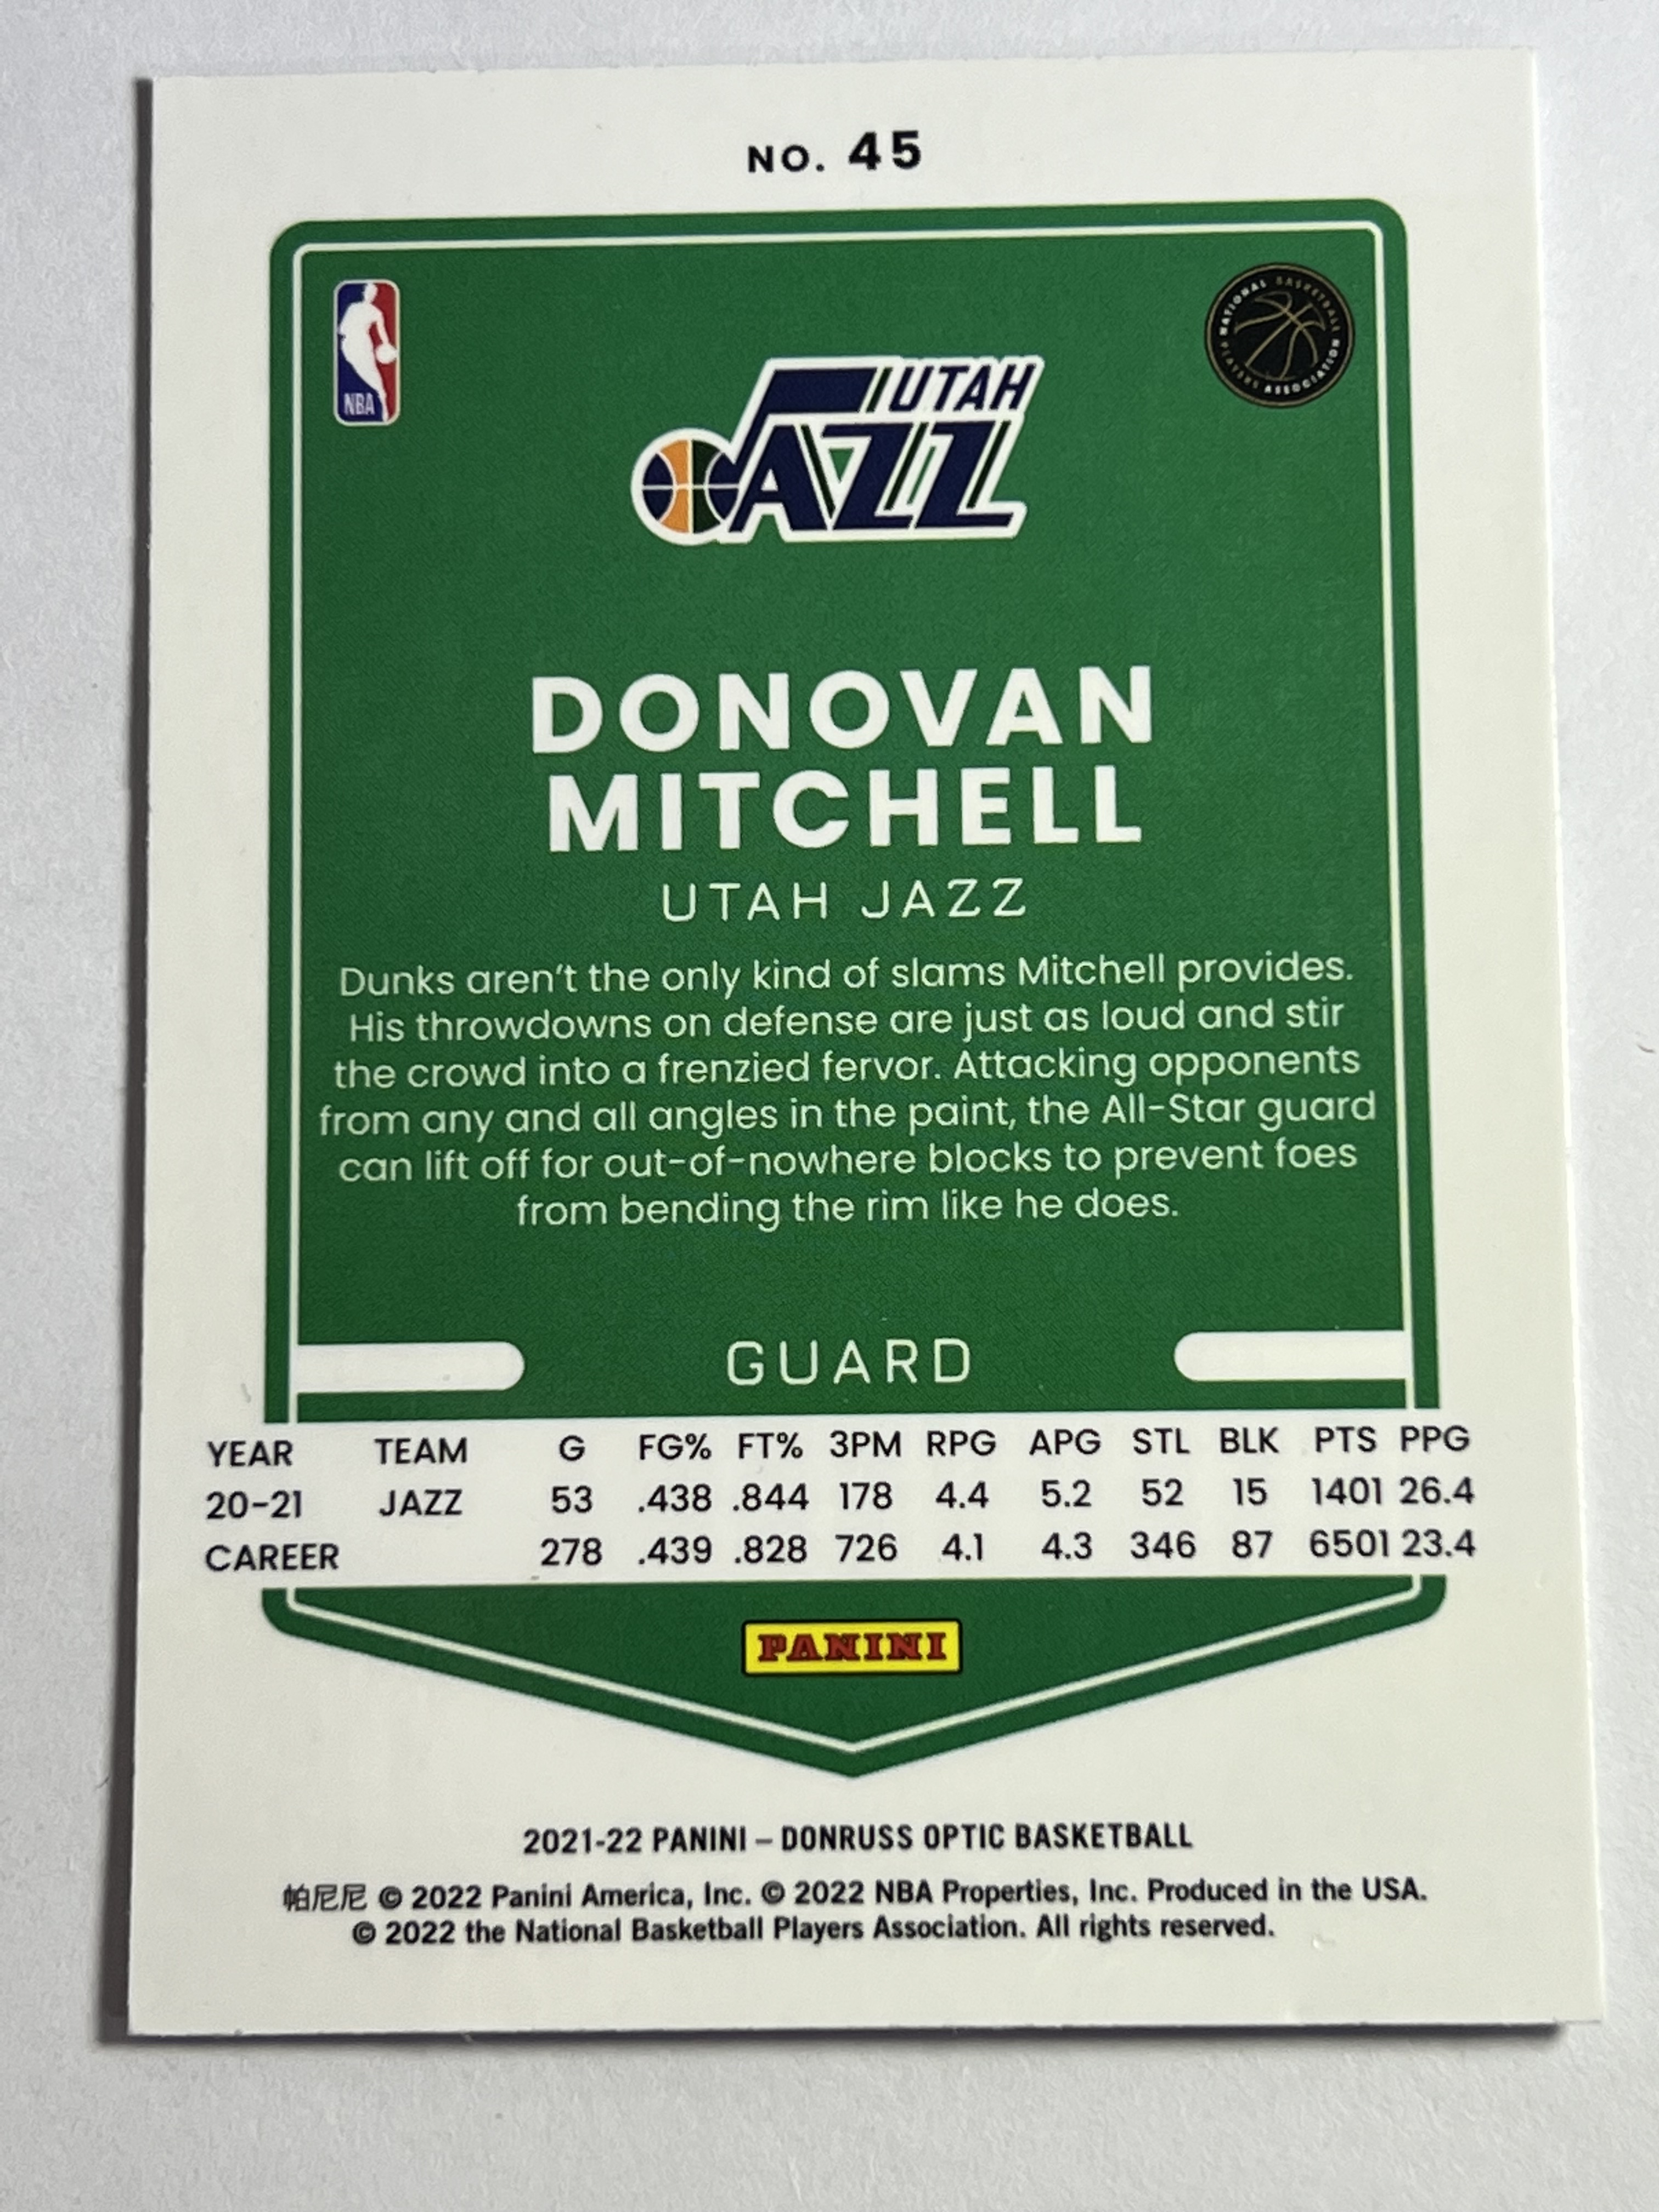 NO. 45
NBA
NATIONAL BASKETBALL PLAYERS ASSOCIATION
UTAH
JAZZ
DONOVAN
MITCHELL
UTAH JAZZ
Dunks aren't the only kind of slams Mitchell provides.
His throwdowns on defense are just as loud and stir
the crowd into a frenzied fervor. Attacking opponents
from any and all angles in the paint, the All-Star guard
can lift off for out-of-nowhere blocks to prevent foes
from bending the rim like he does.
GUARD
YEAR TEAM G FG% FT% 3PM RPG APG STL BLK PTS PPG
20-21 JAZZ 53 .438 .844 178 4.4 5.2 52 15 1401 26.4
CAREER 278 .439 .828 726 4.1 4.3 346 87 6501 23.4
PANINI
2021-22 PANINI – DONRUSS OPTIC BASKETBALL
帕尼尼 © 2022 Panini America, Inc. © 2022 NBA Properties, Inc. Produced in the USA.
© 2022 the National Basketball Players Association. All rights reserved.